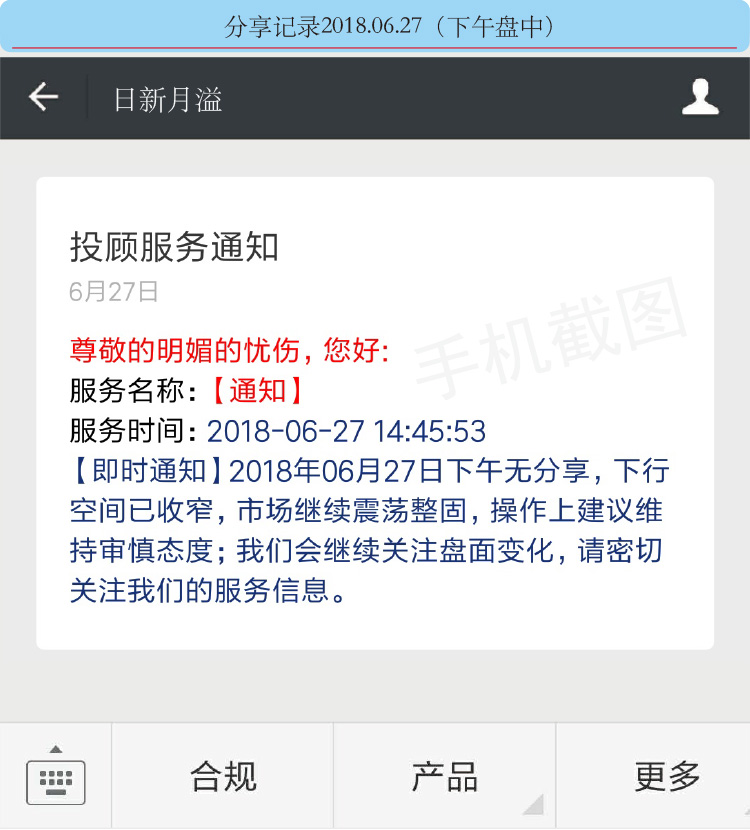 分享记录2018.06.27（下午盘中）
日新月溢
投顾服务通知
6月27日
手机截图
尊敬的明媚的忧伤，您好:
服务名称：【通知】
服务时间：2018-06-27 14:45:53
【即时通知】2018年06月27日下午无分享，下行
空间已收窄，市场继续震荡整固，操作上建议维
持审慎态度；我们会继续关注盘面变化，请密切
关注我们的服务信息。
合规
产品
更多